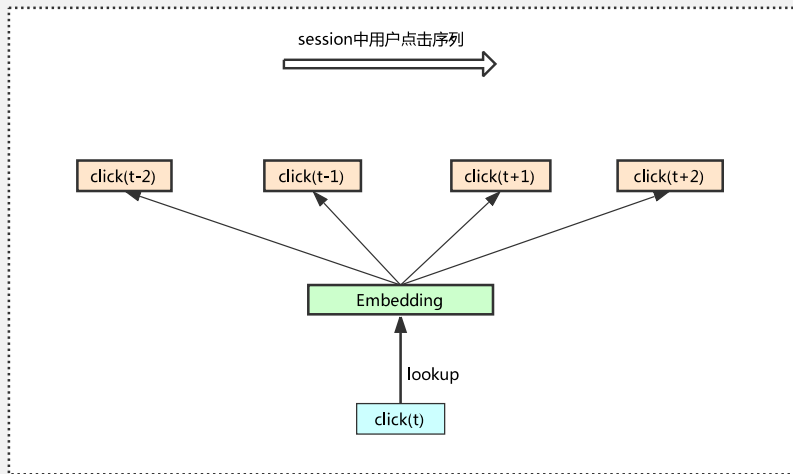 session中用户点击序列
click(t-2)
click(t-1)
click(t+1)
click(t+2)
Embedding
lookup
click(t)